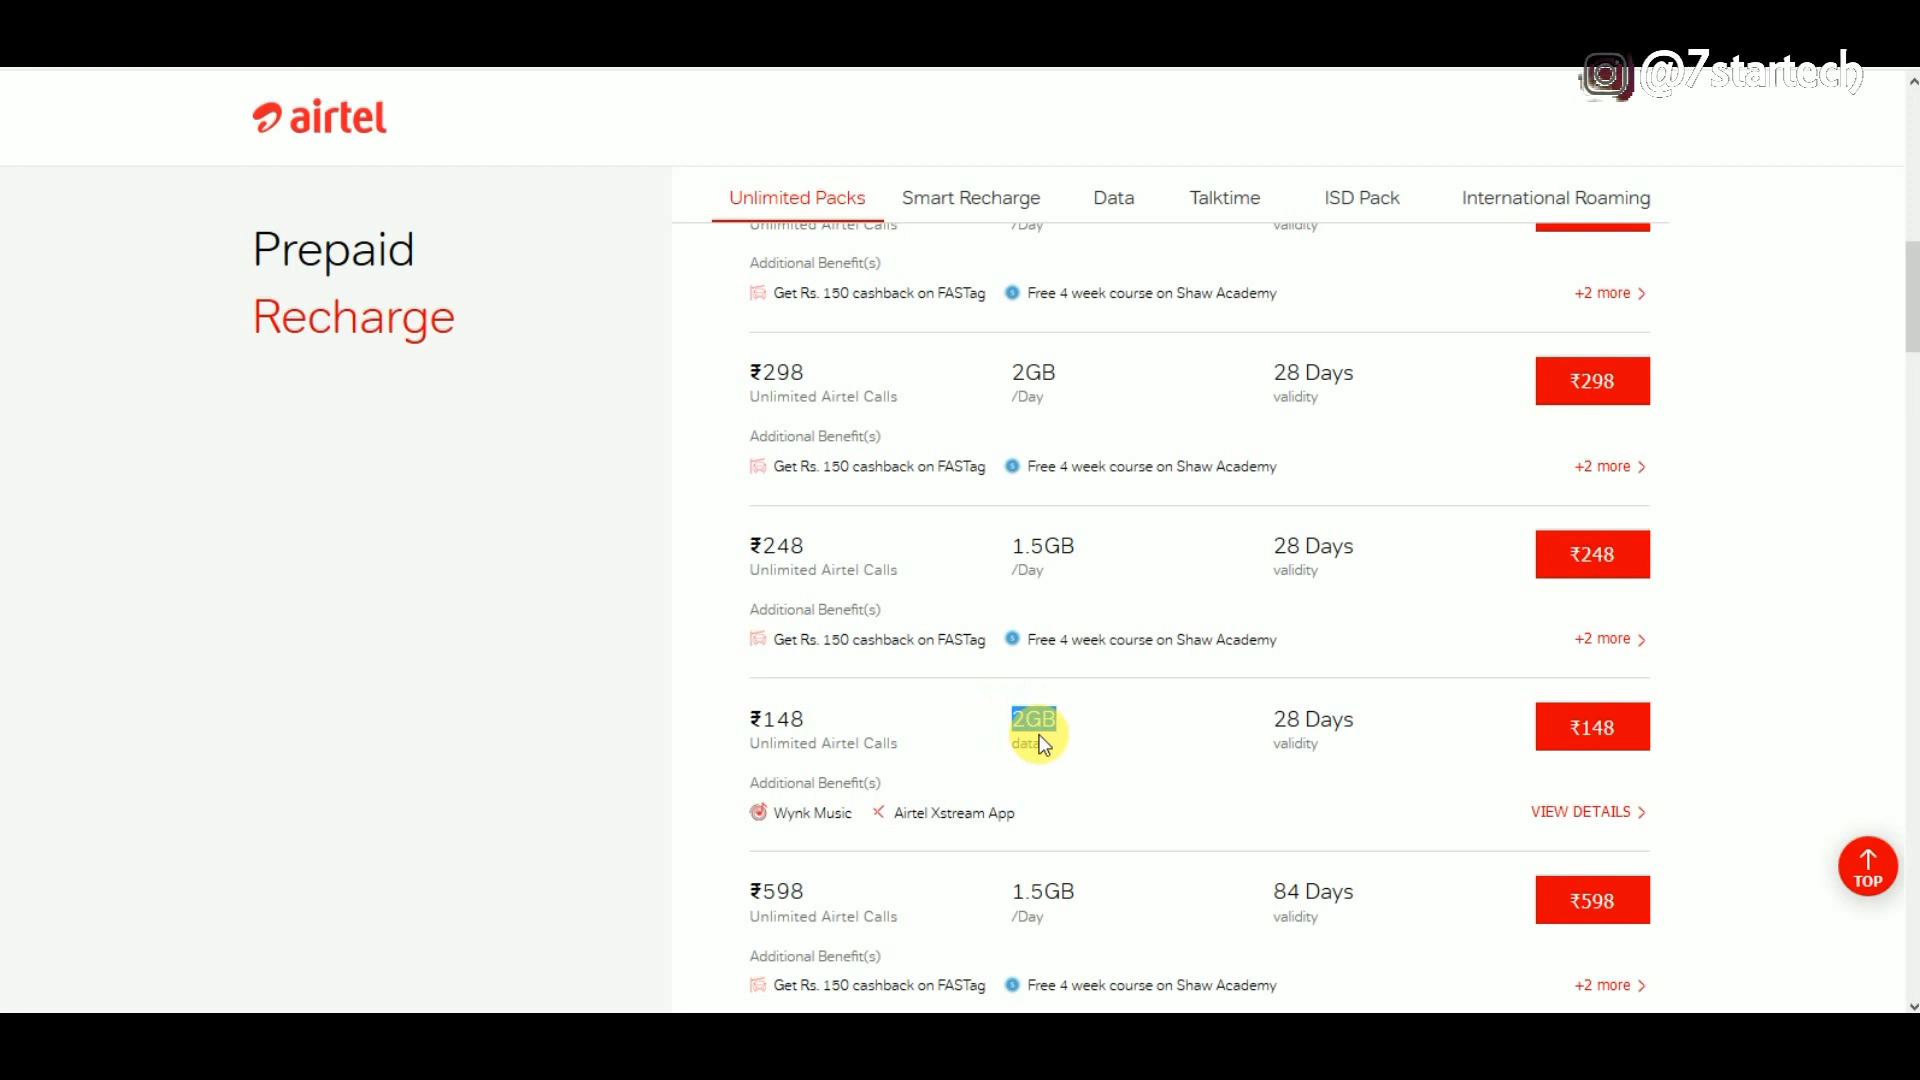 @7startech
airtel
Prepaid
Recharge
Unlimited Packs Smart Recharge Data Talktime ISD Pack International Roaming
Unlimited Airtel Calls /Day validity
Additional Benefit(s)
Get Rs. 150 cashback on FASTag Free 4 week course on Shaw Academy +2 more
₹298 2GB 28 Days ₹298
Unlimited Airtel Calls /Day validity
Additional Benefit(s)
Get Rs. 150 cashback on FASTag Free 4 week course on Shaw Academy +2 more
₹248 1.5GB 28 Days ₹248
Unlimited Airtel Calls /Day validity
Additional Benefit(s)
Get Rs. 150 cashback on FASTag Free 4 week course on Shaw Academy +2 more
₹148 2GB 28 Days ₹148
Unlimited Airtel Calls data validity
Additional Benefit(s)
Wynk Music Airtel Xstream App VIEW DETAILS
₹598 1.5GB 84 Days ₹598
Unlimited Airtel Calls /Day validity
Additional Benefit(s)
Get Rs. 150 cashback on FASTag Free 4 week course on Shaw Academy +2 more
TOP